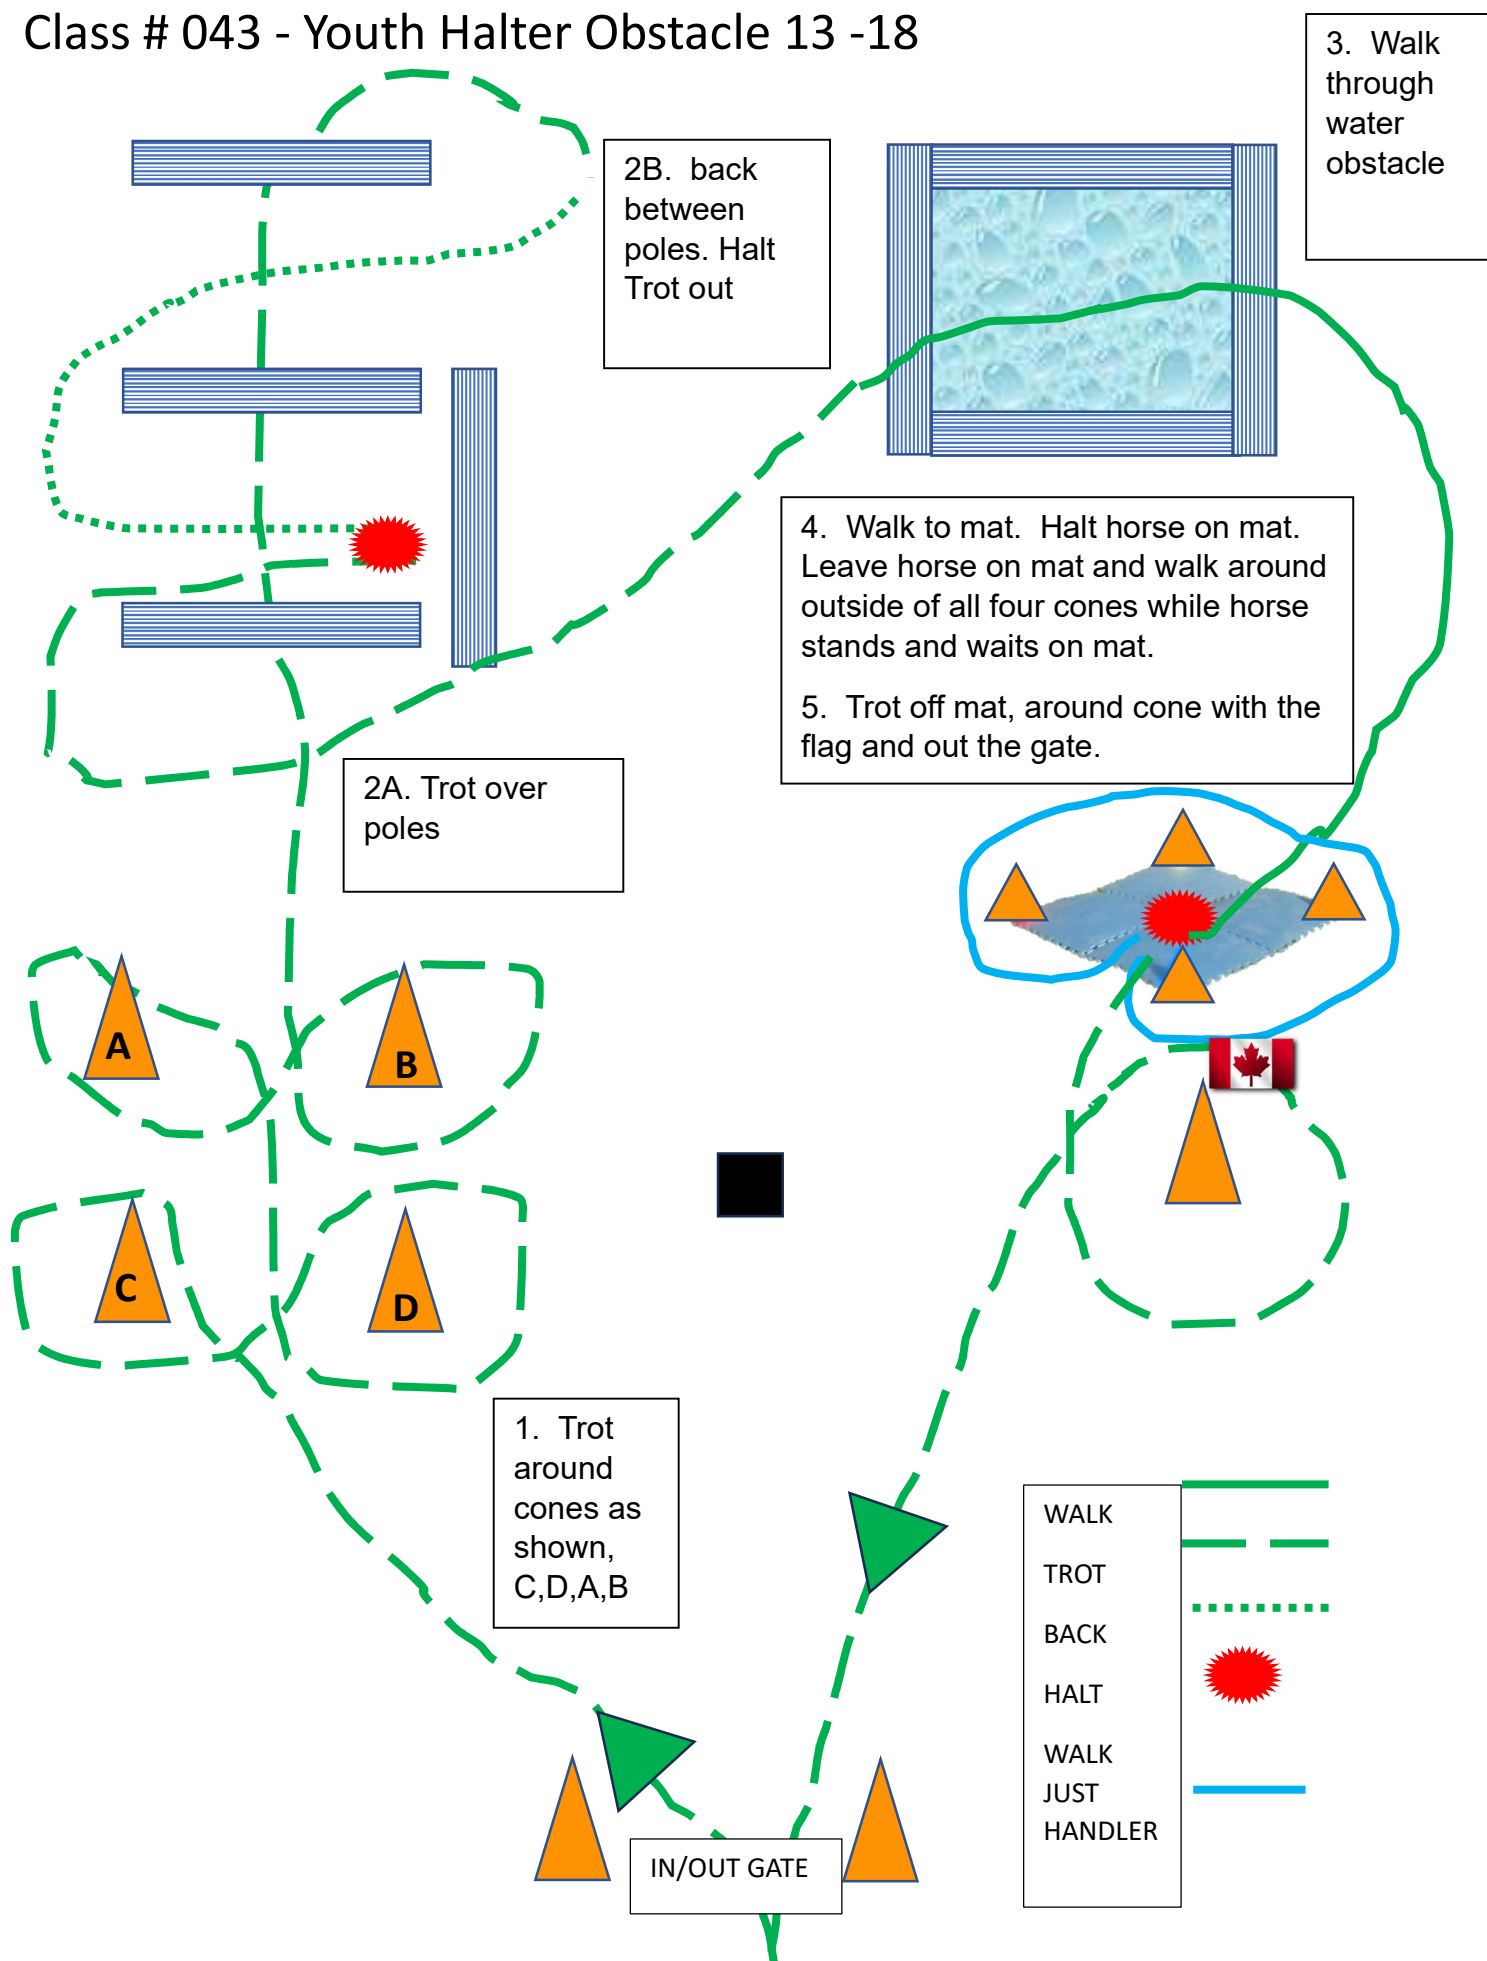 Class # 043 - Youth Halter Obstacle 13 -18
3.  Walk
through
water
obstacle
2B.  back
between
poles. Halt
Trot out
4.  Walk to mat.  Halt horse on mat.
Leave horse on mat and walk around
outside of all four cones while horse
stands and waits on mat.
5.  Trot off mat, around cone with the
flag and out the gate.
2A. Trot over
poles
A
B
C
D
1.  Trot
around
cones as
shown,
C,D,A,B
WALK
TROT
BACK
HALT
WALK
JUST
HANDLER
IN/OUT GATE